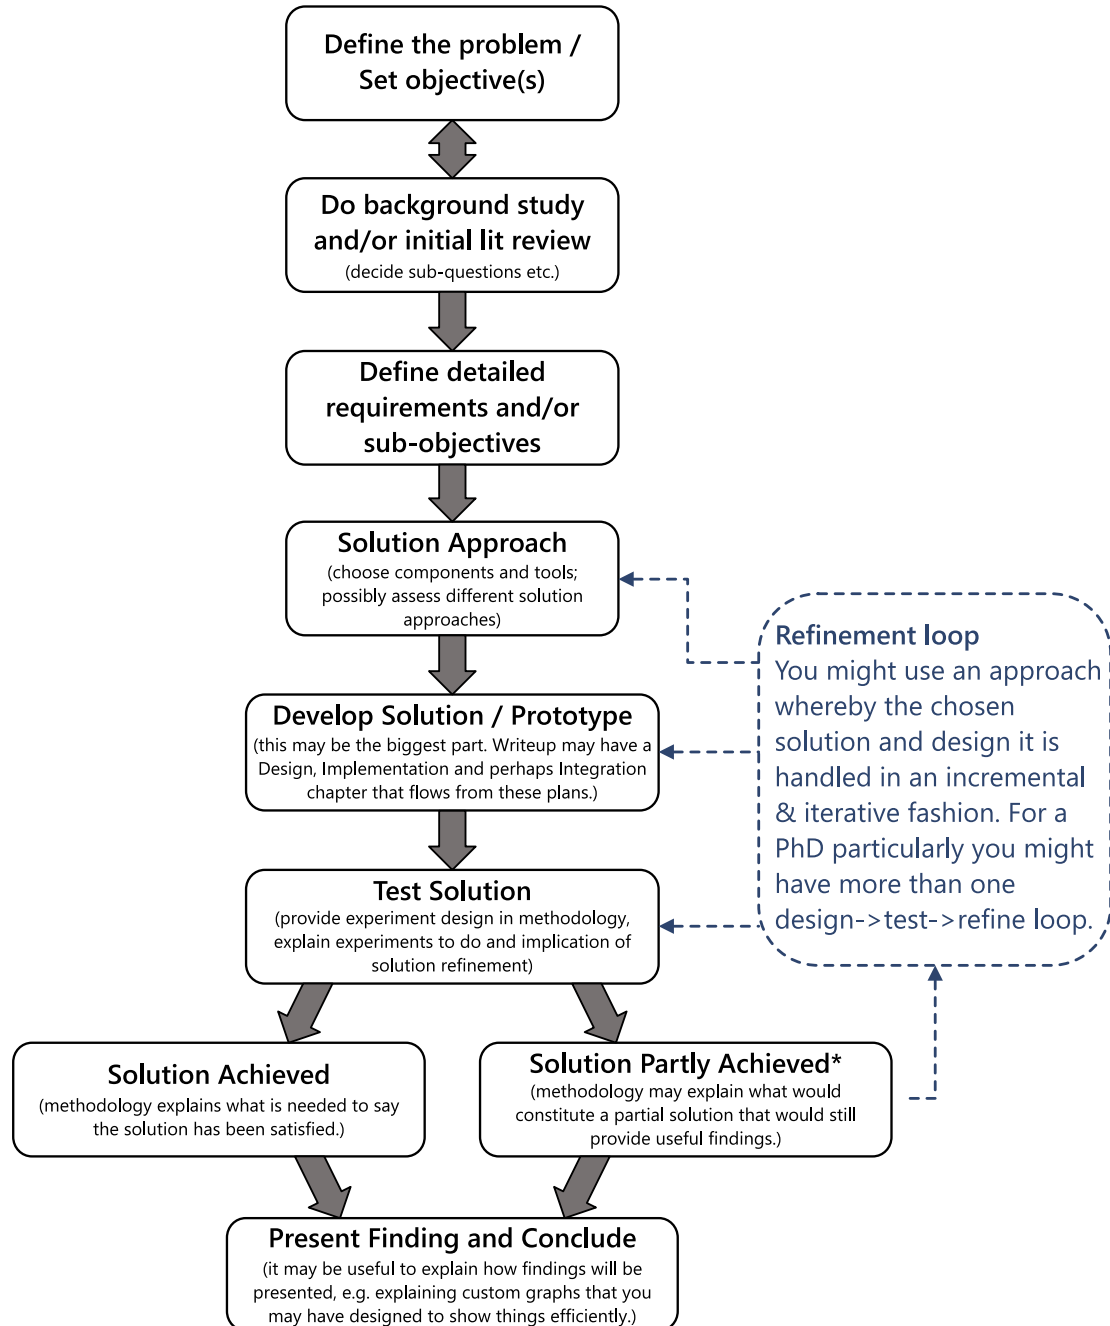 Define the problem /
Set objective(s)
Do background study
and/or initial lit review
(decide sub-questions etc.)
Define detailed
requirements and/or
sub-objectives
Solution Approach
(choose components and tools;
possibly assess different solution
approaches)
Develop Solution / Prototype
(this may be the biggest part. Writeup may have a
Design, Implementation and perhaps Integration
chapter that flows from these plans.)
Refinement loop
You might use an approach
whereby the chosen
solution and design it is
handled in an incremental
& iterative fashion. For a
PhD particularly you might
have more than one
design->test->refine loop.
Test Solution
(provide experiment design in methodology,
explain experiments to do and implication of
solution refinement)
Solution Achieved
(methodology explains what is needed to say
the solution has been satisfied.)
Solution Partly Achieved*
(methodology may explain what would
constitute a partial solution that would still
provide useful findings.)
Present Finding and Conclude
(it may be useful to explain how findings will be
presented, e.g. explaining custom graphs that you
may have designed to show things efficiently.)